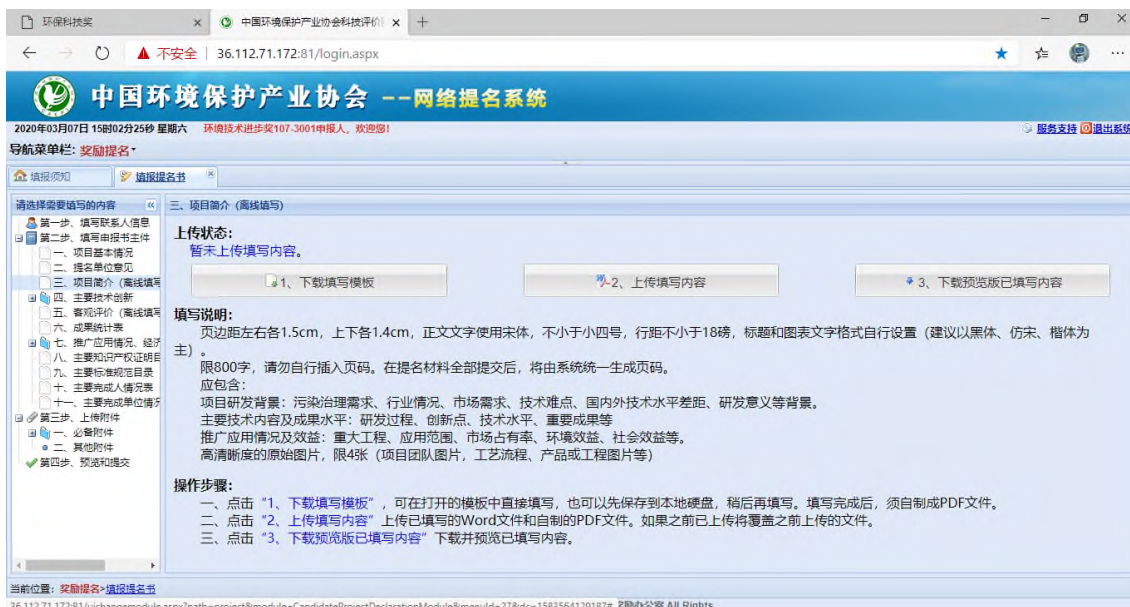 环保科技奖
中国环境保护产业协会科技评价
不安全 | 36.112.71.172:81/login.aspx
中国环境保护产业协会 --网络提名系统
2020年03月07日 15时02分25秒 星期六 环境技术进步奖107-3001申报人，欢迎您！
服务支持 退出系统
导航菜单栏: 奖励提名
填报须知 填报提名书
请选择需要填写的内容
第一步、填写联系人信息
第二步、填写申报书主件
一、项目基本情况
二、提名单位意见
三、项目简介（离线填写
四、主要技术创新
五、客观评价（离线填写
六、成果统计表
七、推广应用情况、经济
八、主要知识产权证明目
九、主要标准规范目录
十、主要完成人情况表
十一、主要完成单位情况
第三步、上传附件
一、必备附件
二、其他附件
第四步、预览和提交
三、项目简介（离线填写）
上传状态:
暂未上传填写内容。
1、下载填写模板
2、上传填写内容
3、下载预览版已填写内容
填写说明:
页边距左右各1.5cm，上下各1.4cm，正文文字使用宋体，不小于小四号，行距不小于18磅，标题和图表文字格式自行设置（建议以黑体、仿宋、楷体为
主）。
限800字，请勿自行插入页码。在提名材料全部提交后，将由系统统一生成页码。
应包含：
项目研发背景：污染治理需求、行业情况、市场需求、技术难点、国内外技术水平差距、研发意义等背景。
主要技术内容及成果水平：研发过程、创新点、技术水平、重要成果等
推广应用情况及效益：重大工程、应用范围、市场占有率、环境效益、社会效益等。
高清晰度的原始图片，限4张（项目团队图片，工艺流程、产品或工程图片等）
操作步骤:
一、点击“1、下载填写模板”，可在打开的模板中直接填写，也可以先保存到本地硬盘，稍后再填写。填写完成后，须自制成PDF文件。
二、点击“2、上传填写内容”上传已填写的Word文件和自制的PDF文件。如果之前已上传将覆盖之前上传的文件。
三、点击“3、下载预览版已填写内容”下载并预览已填写内容。
当前位置: 奖励提名>填报提名书